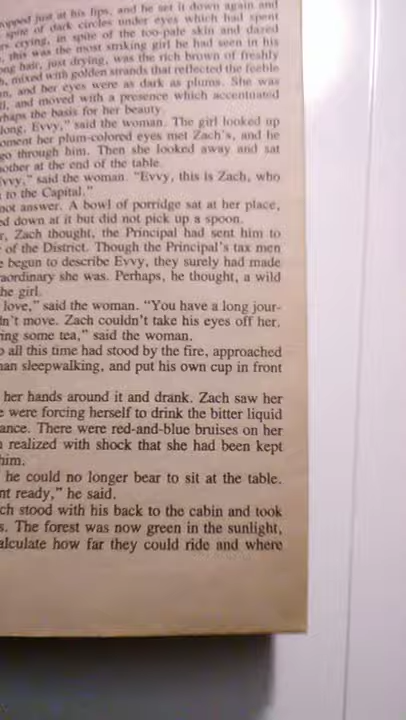 opped just at his lips, and he set it down again and
spite of dark circles under eyes which had spent
rs crying, in spite of the too-pale skin and dazed
, this was the most striking girl he had seen in his
ong hair, just drying, was the rich brown of freshly
h, mixed with golden strands that reflected the feeble
n, and her eyes were as dark as plums. She was
ll, and moved with a presence which accentuated
rhaps the basis for her beauty.
long, Evvy," said the woman. The girl looked up
oment her plum-colored eyes met Zach's, and he
go through him. Then she looked away and sat
other at the end of the table.
vvy," said the woman. "Evvy, this is Zach, who
to the Capital."
not answer. A bowl of porridge sat at her place,
ed down at it but did not pick up a spoon.
r, Zach thought, the Principal had sent him to
of the District. Though the Principal's tax men
e begun to describe Evvy, they surely had made
aordinary she was. Perhaps, he thought, a wild
he girl.
love," said the woman. "You have a long jour-
dn't move. Zach couldn't take his eyes off her.
ing some tea," said the woman.
o all this time had stood by the fire, approached
nan sleepwalking, and put his own cup in front
her hands around it and drank. Zach saw her
e were forcing herself to drink the bitter liquid
ance. There were red-and-blue bruises on her
h realized with shock that she had been kept
him.
he could no longer bear to sit at the table.
nt ready," he said.
ch stood with his back to the cabin and took
s. The forest was now green in the sunlight,
alculate how far they could ride and where